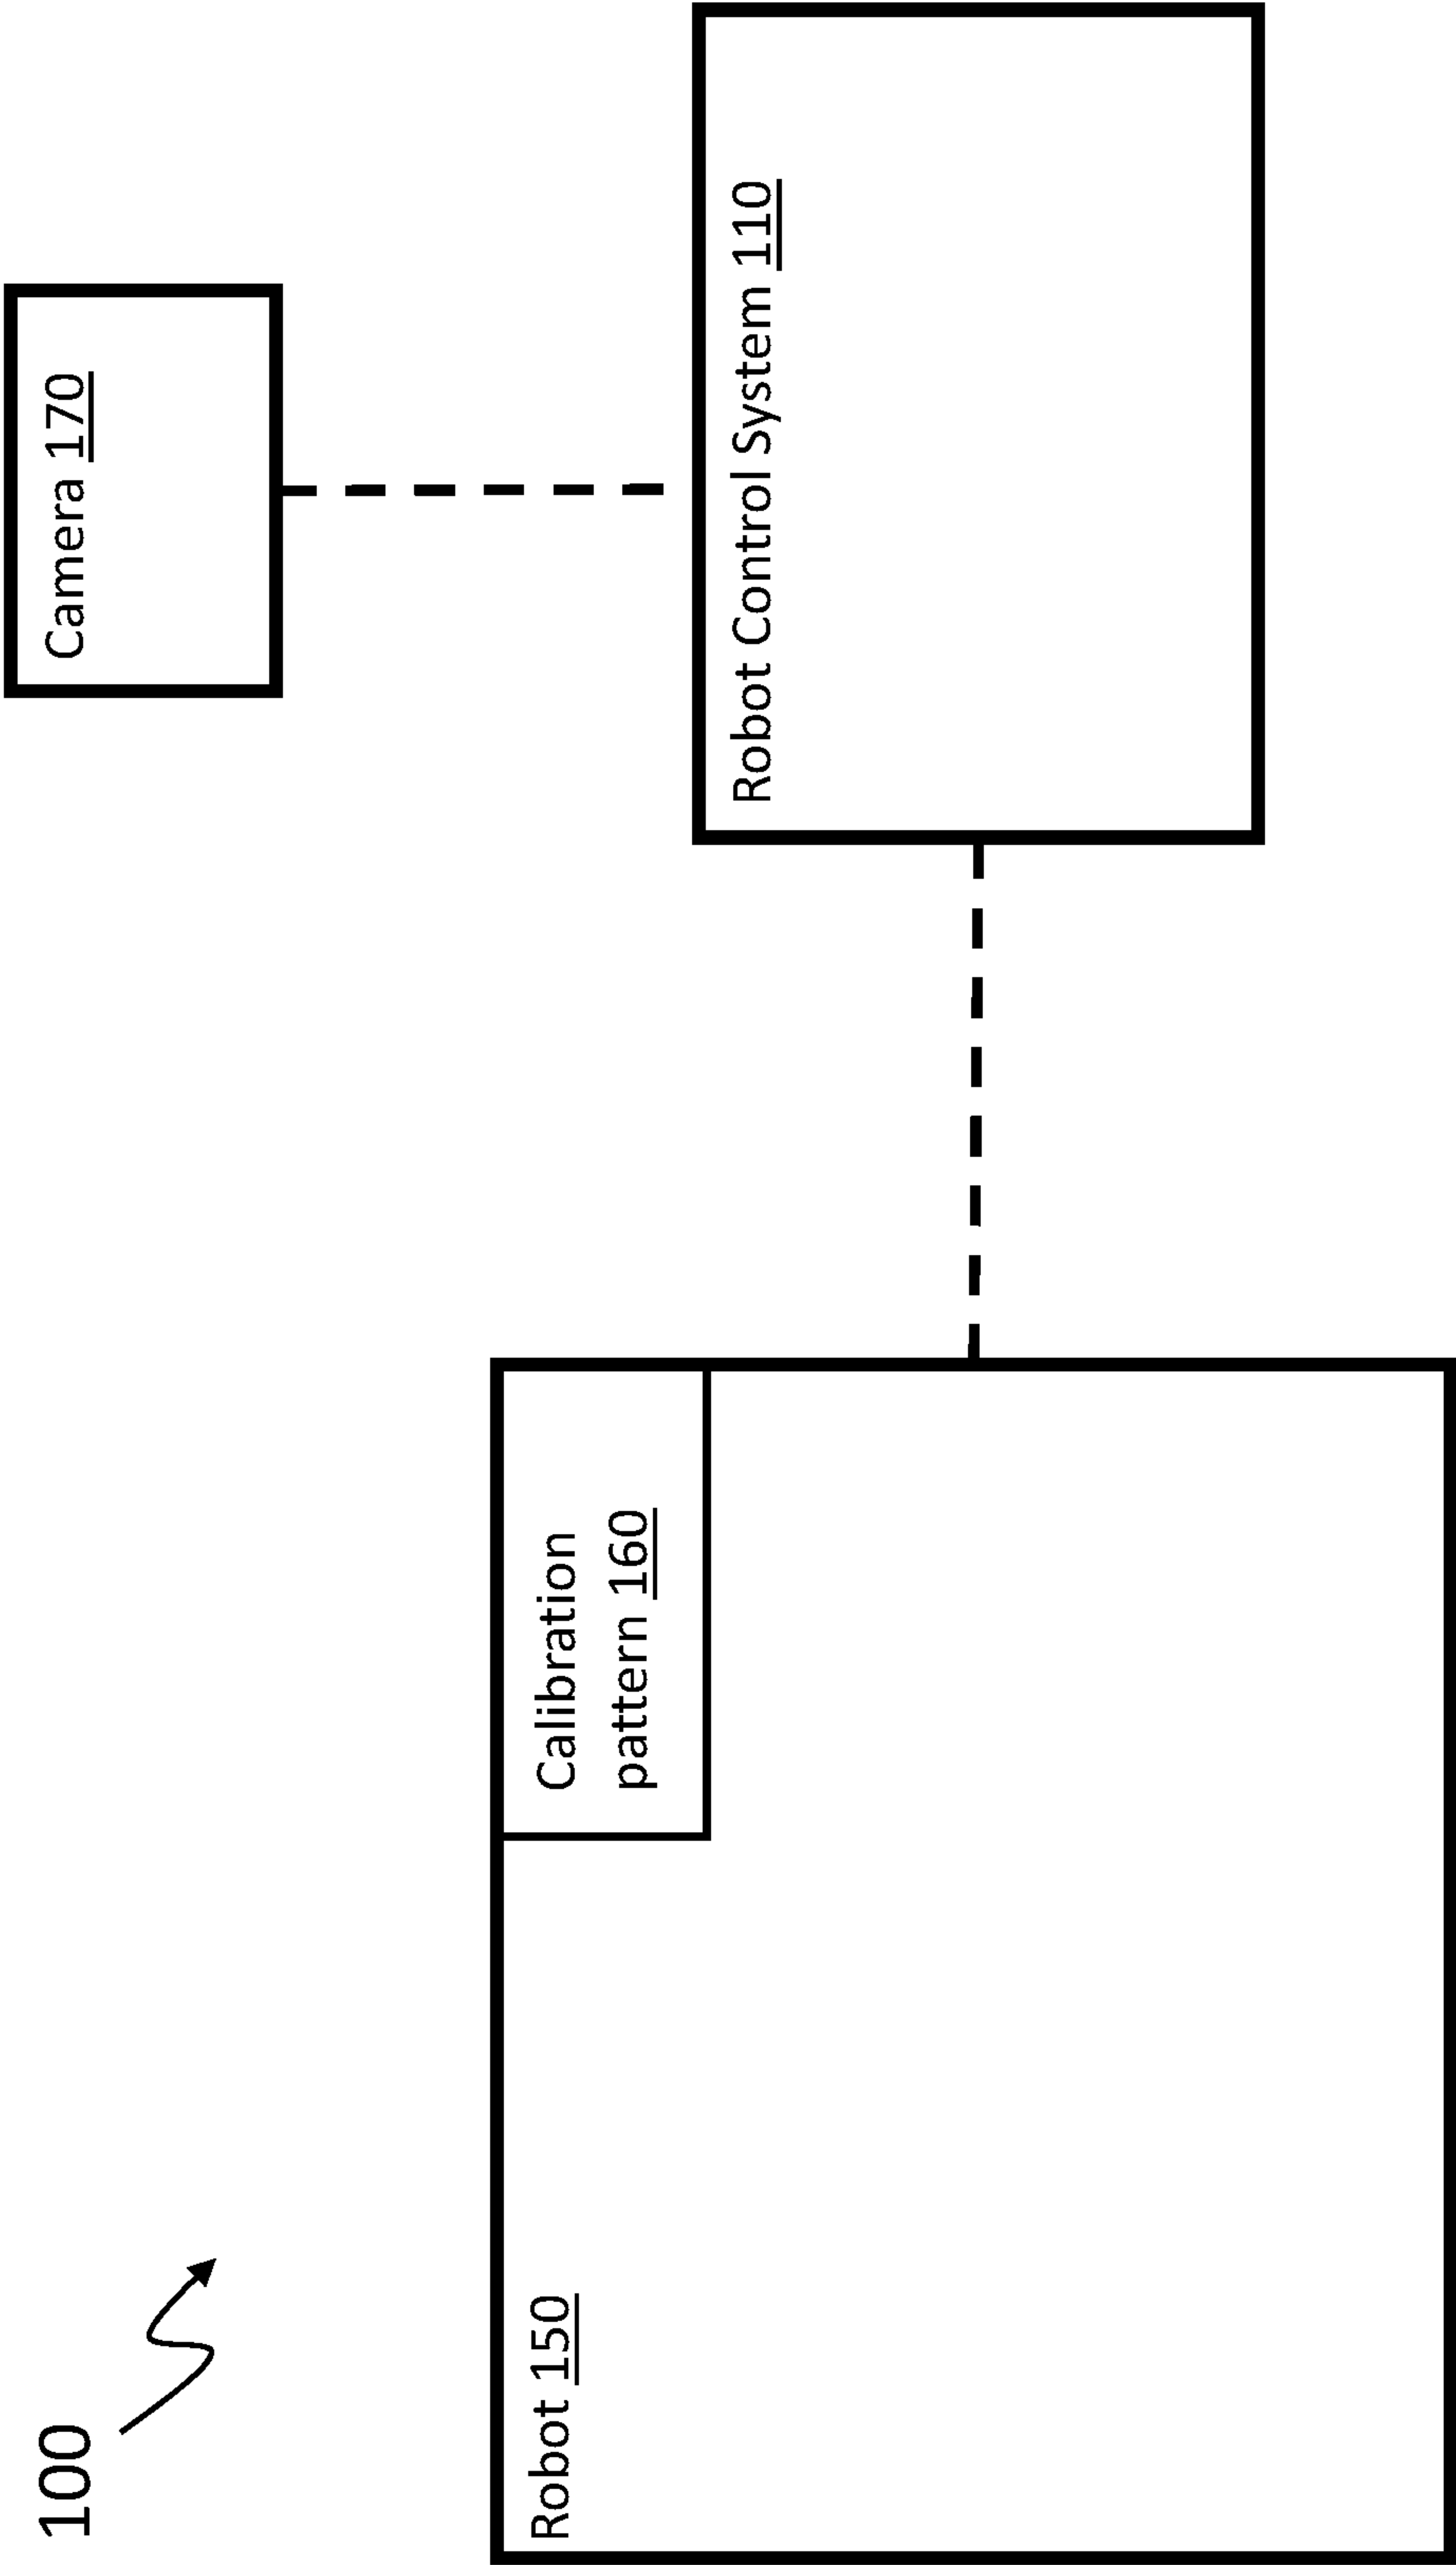 100
Camera 170
Robot 150
Calibration
pattern 160
Robot Control System 110